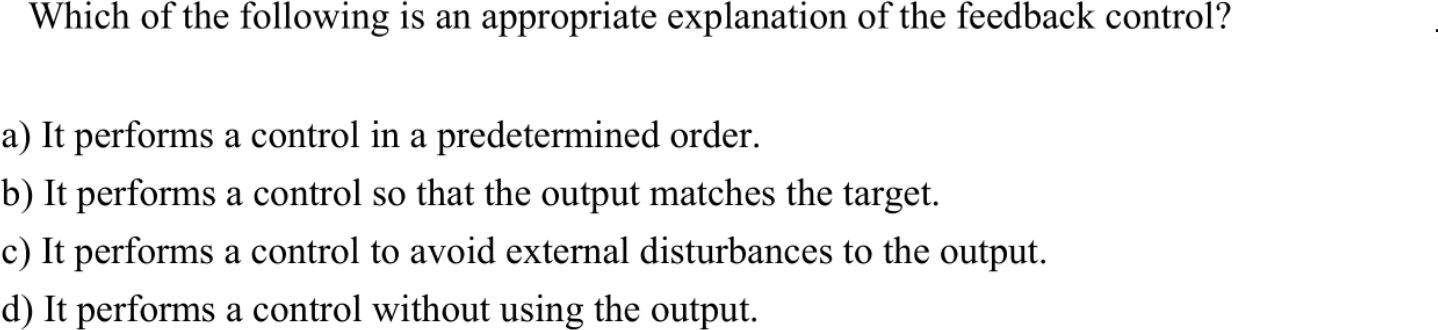 Which of the following is an appropriate explanation of the feedback control?
a) It performs a control in a predetermined order.
b) It performs a control so that the output matches the target.
c) It performs a control to avoid external disturbances to the output.
d) It performs a control without using the output.